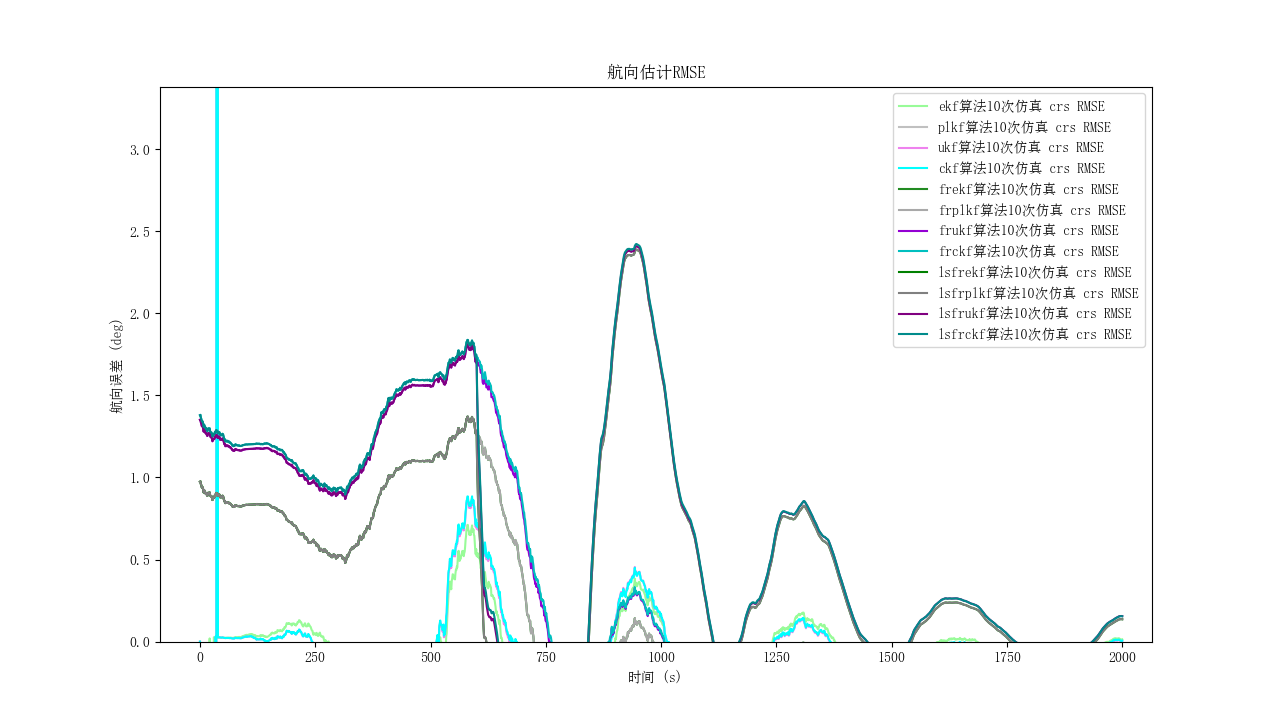 航向估计RMSE
航向误差 (deg)
3.0
2.5
2.0
1.5
1.0
0.5
0.0
ekf算法10次仿真 crs RMSE
plkf算法10次仿真 crs RMSE
ukf算法10次仿真 crs RMSE
ckf算法10次仿真 crs RMSE
frekf算法10次仿真 crs RMSE
frplkf算法10次仿真 crs RMSE
frukf算法10次仿真 crs RMSE
frckf算法10次仿真 crs RMSE
lsfrekf算法10次仿真 crs RMSE
lsfrplkf算法10次仿真 crs RMSE
lsfrukf算法10次仿真 crs RMSE
lsfrckf算法10次仿真 crs RMSE
0 250 500 750 1000 1250 1500 1750 2000
时间 (s)